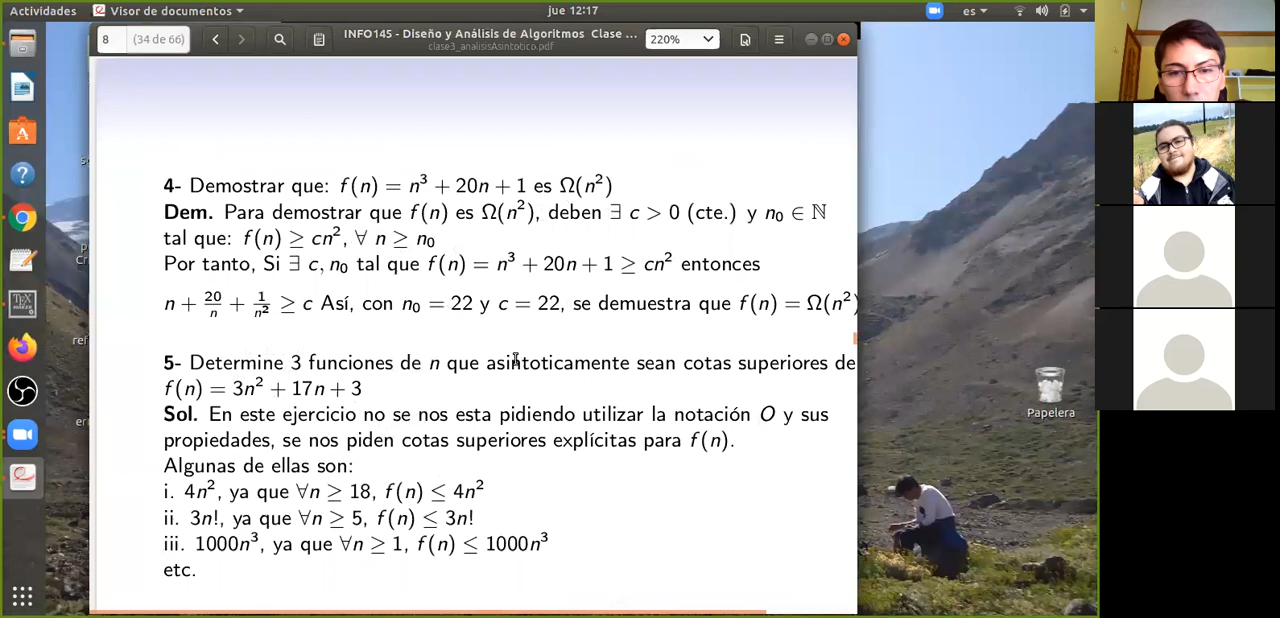 Actividades
Visor de documentos
jue 12:17
es
8
(34 de 66)
INFO145 - Diseño y Análisis de Algoritmos Clase ...
clase3_analisisAsintotico.pdf
220%
4- Demostrar que: f(n) = n³ + 20n + 1 es Ω(n²)
Dem. Para demostrar que f(n) es Ω(n²), deben ∃ c > 0 (cte.) y n₀ ∈ ℕ
tal que: f(n) ≥ cn², ∀ n ≥ n₀
Por tanto, Si ∃ c, n₀ tal que f(n) = n³ + 20n + 1 ≥ cn² entonces
n + 20/n + 1/n² ≥ c Así, con n₀ = 22 y c = 22, se demuestra que f(n) = Ω(n²)
5- Determine 3 funciones de n que asintoticamente sean cotas superiores de
f(n) = 3n² + 17n + 3
Sol. En este ejercicio no se nos esta pidiendo utilizar la notación O y sus
propiedades, se nos piden cotas superiores explícitas para f(n).
Algunas de ellas son:
i. 4n², ya que ∀n ≥ 18, f(n) ≤ 4n²
ii. 3n!, ya que ∀n ≥ 5, f(n) ≤ 3n!
iii. 1000n³, ya que ∀n ≥ 1, f(n) ≤ 1000n³
etc.
Papelera